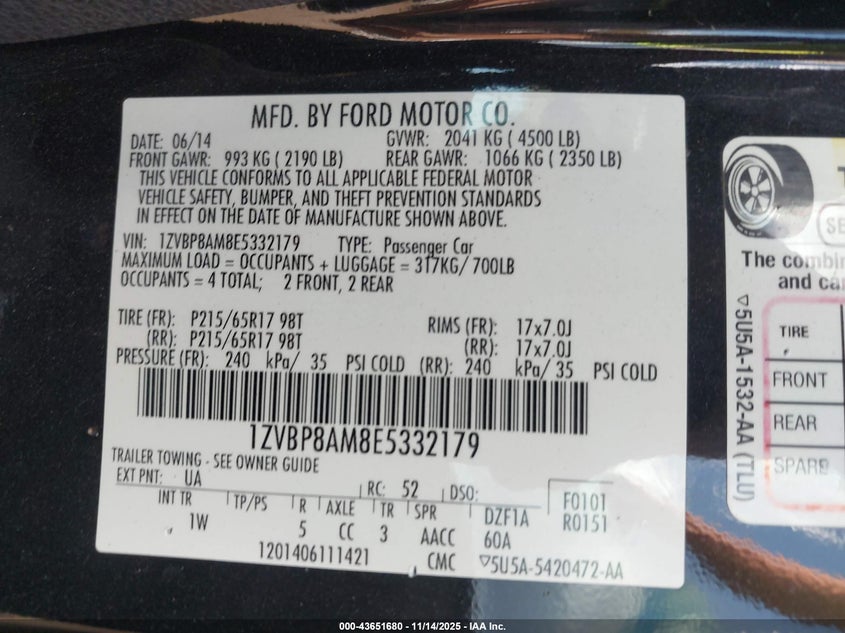 MFD. BY FORD MOTOR CO.
DATE: 06/14 GVWR: 2041 KG ( 4500 LB)
FRONT GAWR: 993 KG ( 2190 LB) REAR GAWR: 1066 KG ( 2350 LB)
THIS VEHICLE CONFORMS TO ALL APPLICABLE FEDERAL MOTOR
VEHICLE SAFETY, BUMPER, AND THEFT PREVENTION STANDARDS
IN EFFECT ON THE DATE OF MANUFACTURE SHOWN ABOVE.
VIN: 1ZVBP8AM8E5332179 TYPE: Passenger Car
MAXIMUM LOAD = OCCUPANTS + LUGGAGE = 317KG/ 700LB
OCCUPANTS = 4 TOTAL; 2 FRONT, 2 REAR
TIRE (FR): P215/65R17 98T RIMS (FR): 17x7.0J
(RR): P215/65R17 98T (RR): 17x7.0J
PRESSURE (FR): 240 kPa/ 35 PSI COLD (RR): 240 kPa/ 35 PSI COLD
1ZVBP8AM8E5332179
TRAILER TOWING - SEE OWNER GUIDE
EXT PNT: UA RC: 52 DSO: F0101
INT TR TP/PS R AXLE TR SPR DZF1A R0151
1W 5 CC 3 AACC 60A
1201406111421 CMC ▽5U5A-5420472-AA
The combin
and ca
▽5U5A-1532-AA (TLU)
TIRE
FRONT
REAR
SPARE
000-43651680 - 11/14/2025 - IAA Inc.